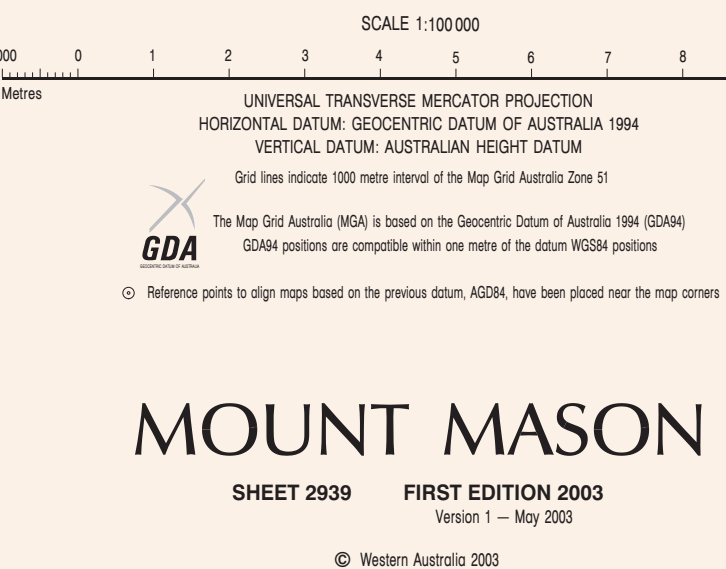 SCALE 1:100 000
000 0 1 2 3 4 5 6 7 8
Metres
UNIVERSAL TRANSVERSE MERCATOR PROJECTION
HORIZONTAL DATUM: GEOCENTRIC DATUM OF AUSTRALIA 1994
VERTICAL DATUM: AUSTRALIAN HEIGHT DATUM
Grid lines indicate 1000 metre interval of the Map Grid Australia Zone 51
The Map Grid Australia (MGA) is based on the Geocentric Datum of Australia 1994 (GDA94)
GDA94 positions are compatible within one metre of the datum WGS84 positions
GDA
GEOCENTRIC DATUM OF AUSTRALIA
Reference points to align maps based on the previous datum, AGD84, have been placed near the map corners
MOUNT MASON
SHEET 2939 FIRST EDITION 2003
Version 1 — May 2003
© Western Australia 2003